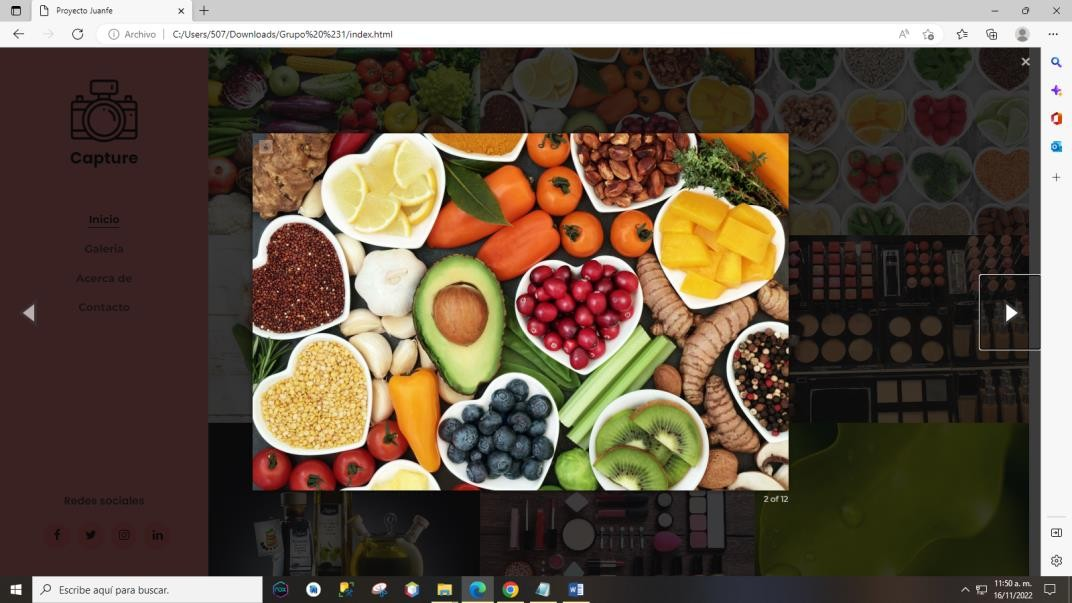 Proyecto Juanfe
Archivo
C:/Users/507/Downloads/Grupo%20%231/index.html
Capture
Inicio
Galeria
Acerca de
Contacto
Redes sociales
2 of 12
Escribe aquí para buscar.
11:50 a. m.
16/11/2022